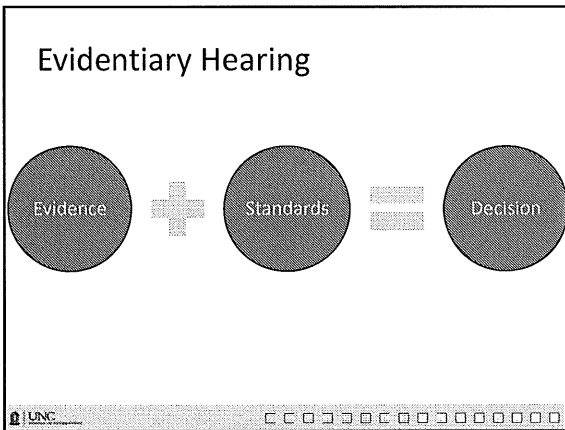 Evidentiary Hearing
Evidence + Standards = Decision
UNC